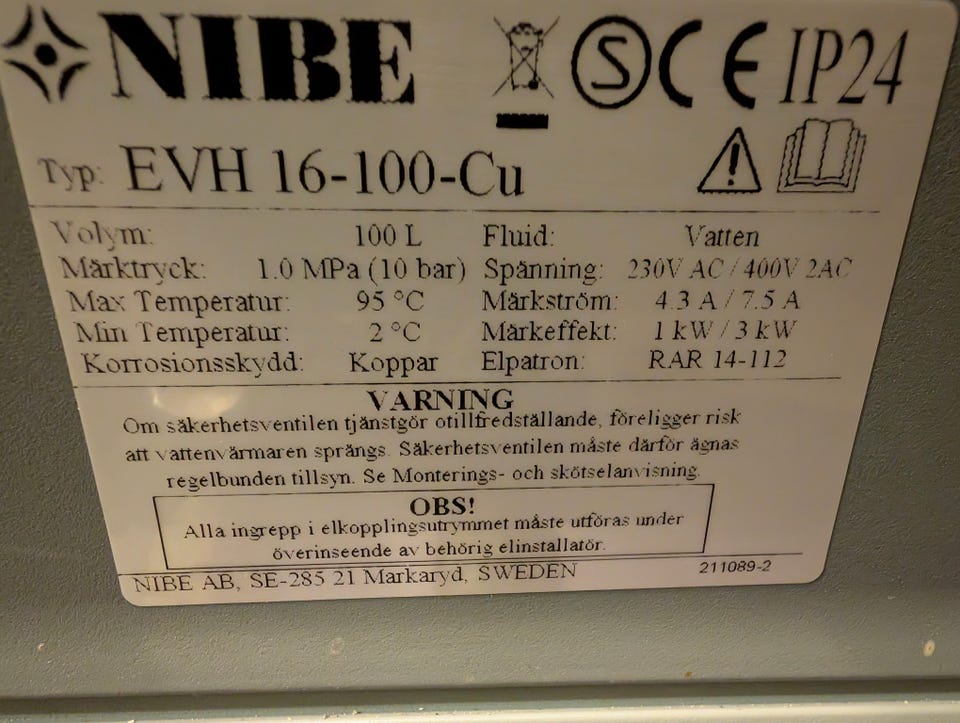 NIBE S CE IP24
Typ: EVH 16-100-Cu
Volym: 100 L Fluid: Vatten
Märktryck: 1.0 MPa (10 bar) Spänning: 230V AC / 400V 2AC
Max Temperatur: 95 °C Märkström: 4.3 A / 7.5 A
Min Temperatur: 2 °C Märkeffekt: 1 kW / 3 kW
Korrosionsskydd: Koppar Elpatron: RAR 14-112
VARNING
Om säkerhetsventilen tjänstgör otillfredställande, föreligger risk
att vattenvärmaren sprängs. Säkerhetsventilen måste därför ägnas
regelbunden tillsyn. Se Monterings- och skötselanvisning.
OBS!
Alla ingrepp i elkopplingsutrymmet måste utföras under
överinseende av behörig elinstallatör.
NIBE AB, SE-285 21 Markaryd, SWEDEN 211089-2